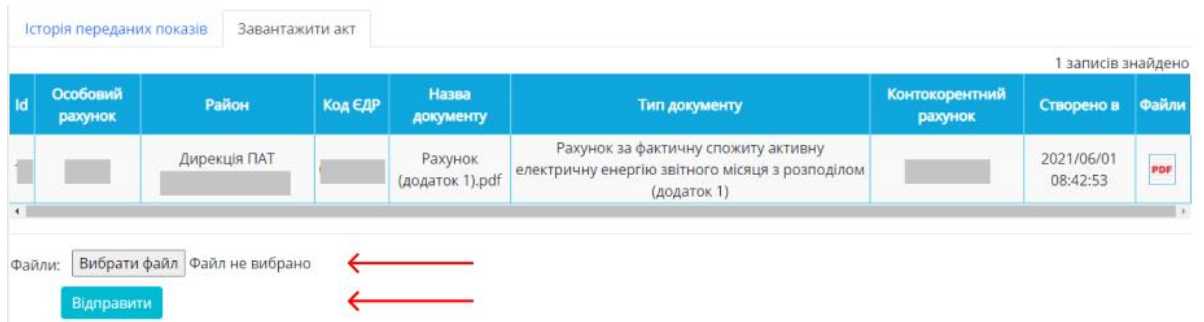 Історія переданих показів Завантажити акт
1 записів знайдено
Id Особовий рахунок Район Код ЄДР Назва документу Тип документу Контокорентний рахунок Створено в Файли
Дирекція ПАТ Рахунок (додаток 1).pdf Рахунок за фактичну спожиту активну електричну енергію звітного місяця з розподілом (додаток 1) 2021/06/01 08:42:53 PDF
Файли: Вибрати файл Файл не вибрано
Відправити